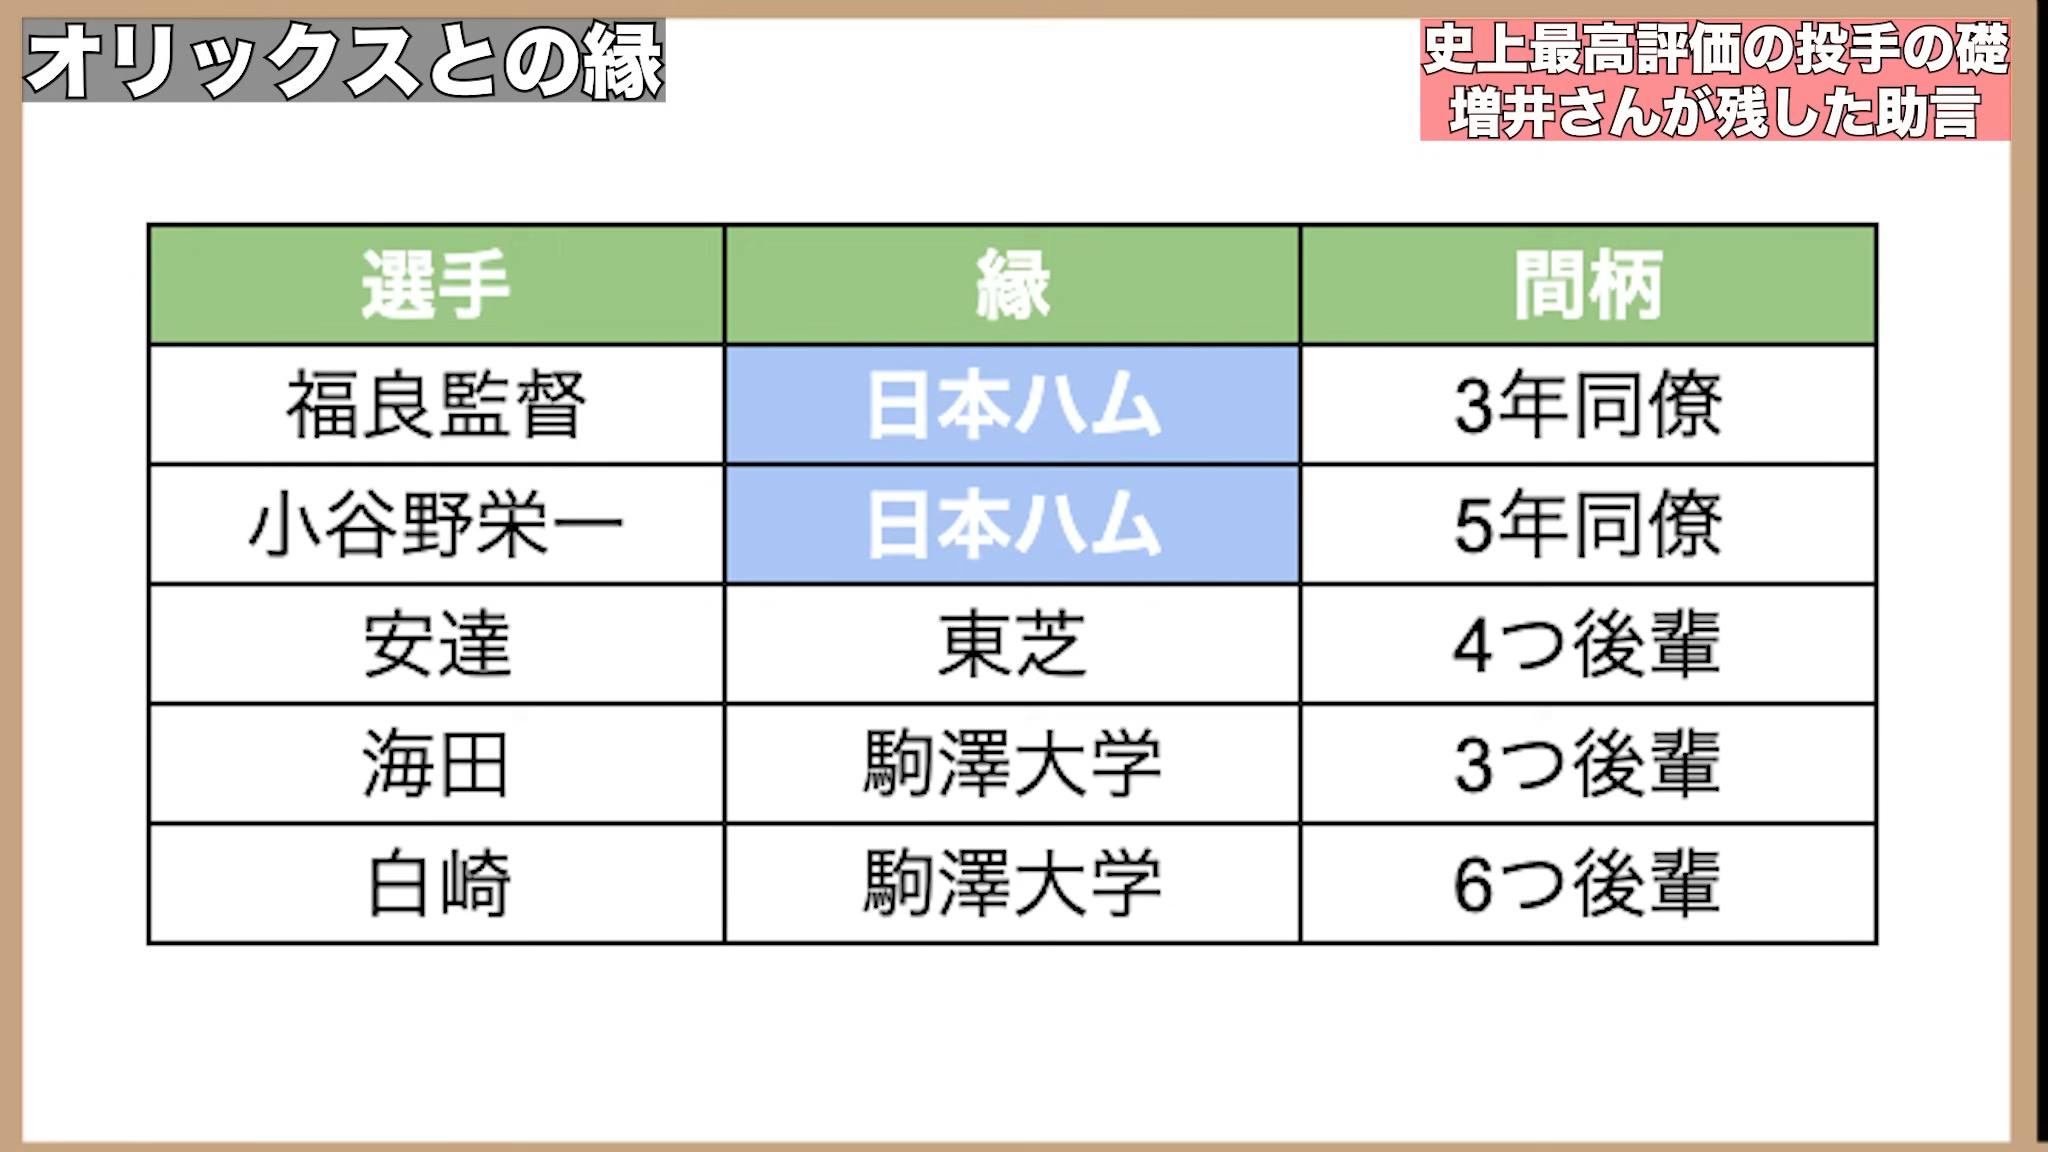 オリックスとの縁
史上最高評価の投手の礎
増井さんが残した助言
選手 縁 間柄
福良監督 日本ハム 3年同僚
小谷野栄一 日本ハム 5年同僚
安達 東芝 4つ後輩
海田 駒澤大学 3つ後輩
白崎 駒澤大学 6つ後輩